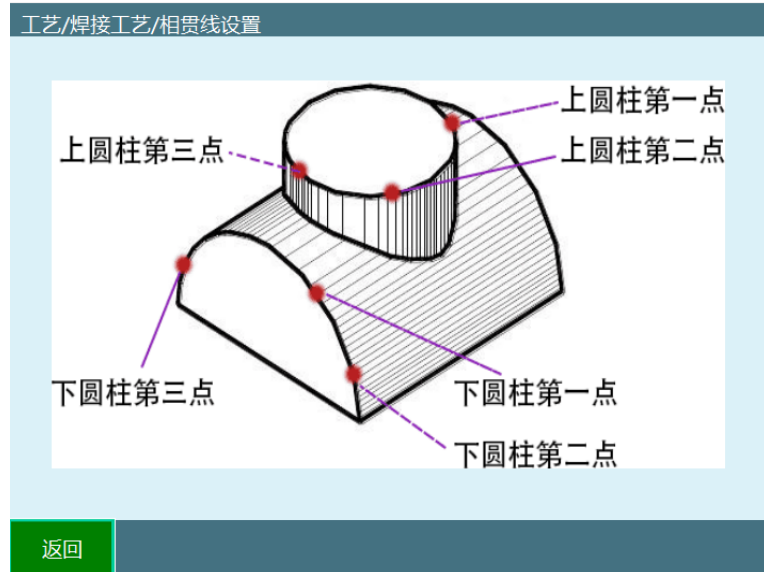 工艺/焊接工艺/相贯线设置
上圆柱第一点
上圆柱第三点
上圆柱第二点
下圆柱第三点
下圆柱第一点
下圆柱第二点
返回